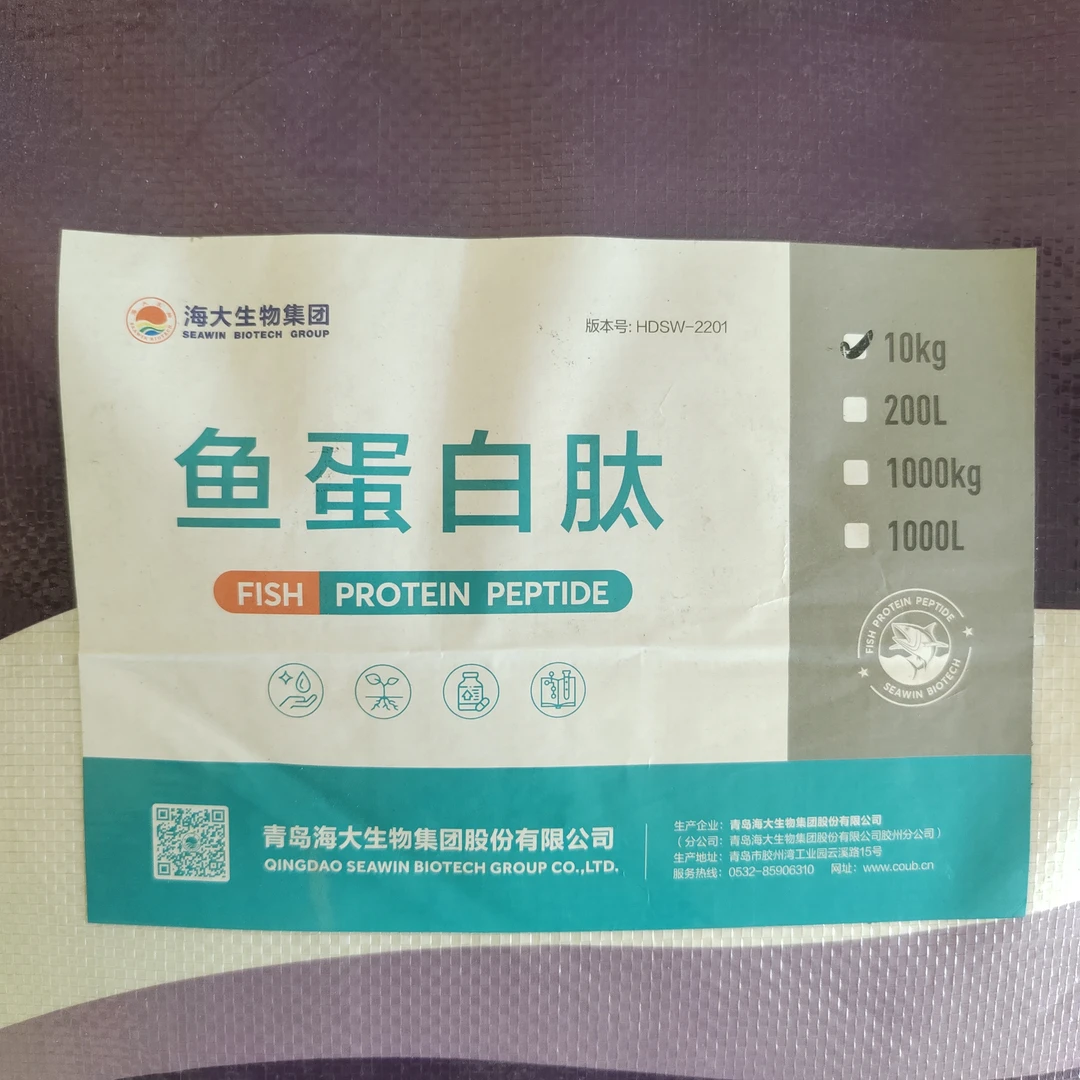 海大生物集团
SEAWIN BIOTECH GROUP
版本号: HDSW-2201
10kg
200L
1000kg
1000L
鱼蛋白肽
FISH PROTEIN PEPTIDE
FISH PROTEIN PEPTIDE
SEAWIN BIOTECH
青岛海大生物集团股份有限公司
QINGDAO SEAWIN BIOTECH GROUP CO.,LTD.
生产企业: 青岛海大生物集团股份有限公司
(分公司: 青岛海大生物集团股份有限公司胶州分公司)
生产地址: 青岛市胶州湾工业园云溪路15号
服务热线: 0532-85906310 网址: www.coub.cn